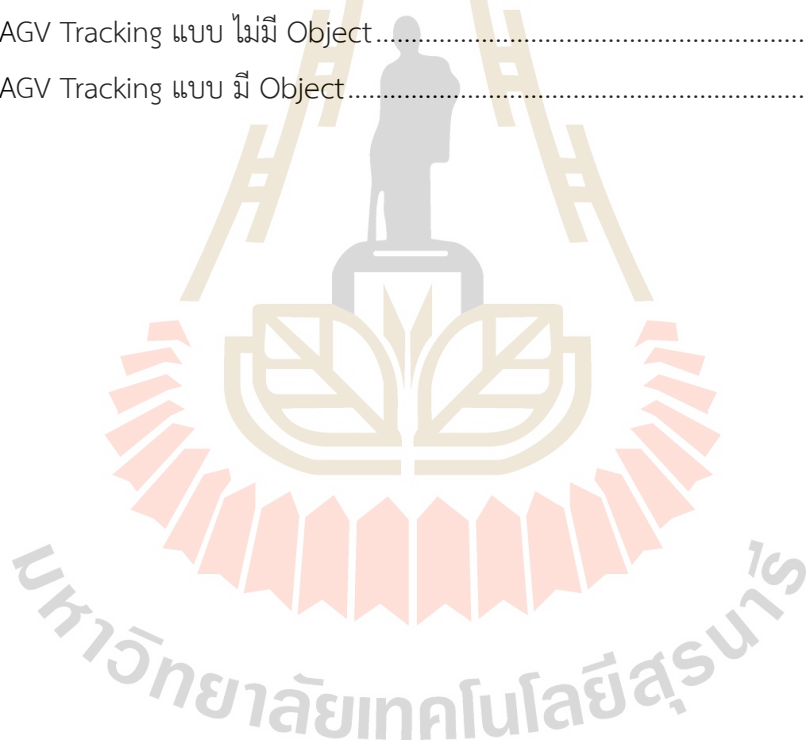 AGV Tracking แบบ ไม่มี Object........................................................
AGV Tracking แบบ มี Object............................................................
มหาวิทยาลัยเทคโนโลยีสุรนารี